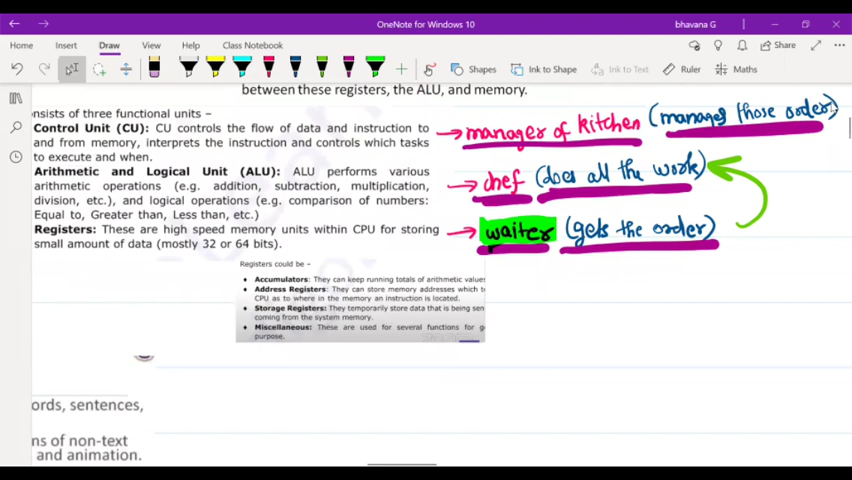 OneNote for Windows 10
bhavana G
Home Insert Draw View Help Class Notebook
Share
Shapes Ink to Shape Ink to Text Ruler Maths
between these registers, the ALU, and memory.
onsists of three functional units –
Control Unit (CU): CU controls the flow of data and instruction to
and from memory, interprets the instruction and controls which tasks
to execute and when.
→ manager of kitchen (manages those order)
Arithmetic and Logical Unit (ALU): ALU performs various
arithmetic operations (e.g. addition, subtraction, multiplication,
division, etc.), and logical operations (e.g. comparison of numbers:
Equal to, Greater than, Less than, etc.)
→ chef (does all the work)
Registers: These are high speed memory units within CPU for storing
small amount of data (mostly 32 or 64 bits).
→ waiter (gets the order)
Registers could be –
♦ Accumulators: They can keep running totals of arithmetic values
♦ Address Registers: They can store memory addresses which t
CPU as to where in the memory an instruction is located.
♦ Storage Registers: They temporarily store data that is being sen
coming from the system memory.
♦ Miscellaneous: These are used for several functions for g
purpose.
ords, sentences,
ns of non-text
and animation.